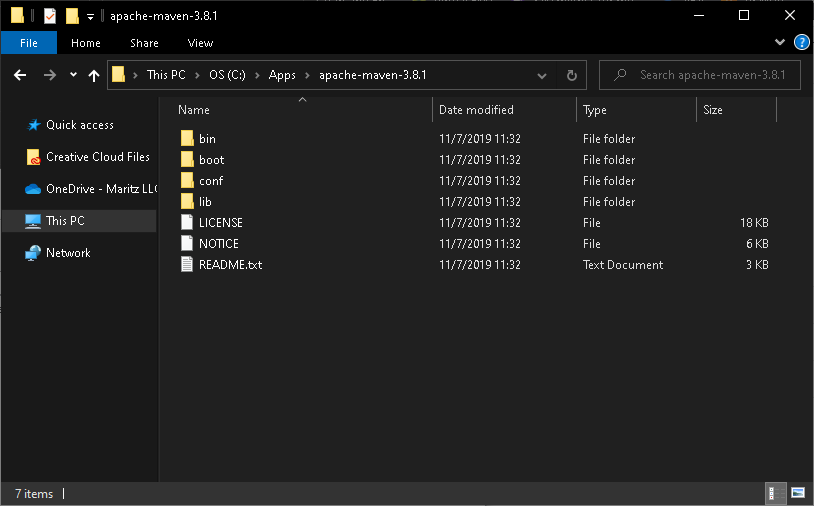 apache-maven-3.8.1
File Home Share View
This PC OS (C:) Apps apache-maven-3.8.1 Search apache-maven-3.8.1
Name Date modified Type Size
Quick access
Creative Cloud Files
OneDrive - Maritz LLC
This PC
Network
bin 11/7/2019 11:32 File folder
boot 11/7/2019 11:32 File folder
conf 11/7/2019 11:32 File folder
lib 11/7/2019 11:32 File folder
LICENSE 11/7/2019 11:32 File 18 KB
NOTICE 11/7/2019 11:32 File 6 KB
README.txt 11/7/2019 11:32 Text Document 3 KB
7 items